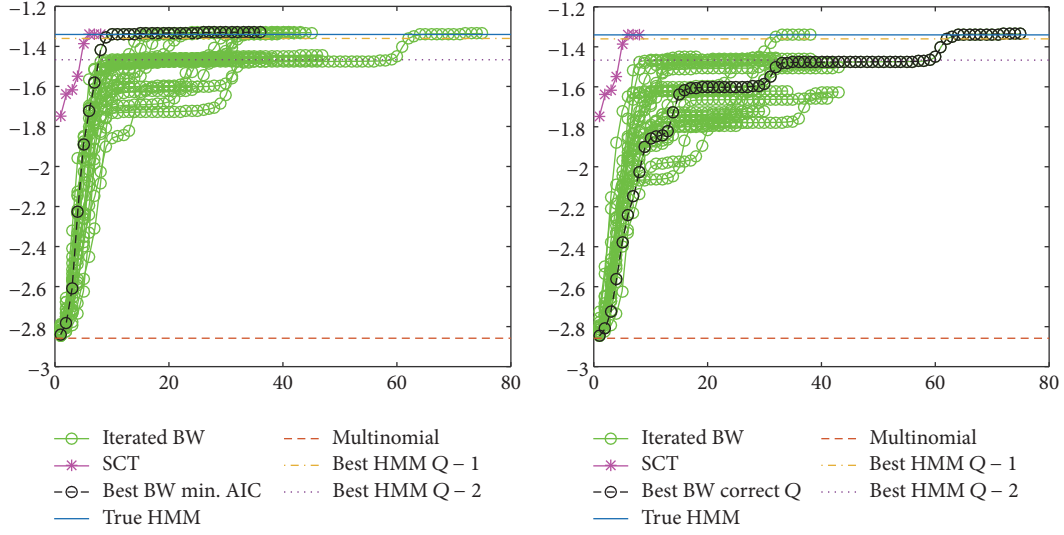 −1.2
−1.4
−1.6
−1.8
−2
−2.2
−2.4
−2.6
−2.8
−3
0
20
40
60
80
Iterated BW
SCT
Best BW min. AIC
True HMM
Multinomial
Best HMM Q − 1
Best HMM Q − 2
−1.2
−1.4
−1.6
−1.8
−2
−2.2
−2.4
−2.6
−2.8
−3
0
20
40
60
80
Iterated BW
SCT
Best BW correct Q
True HMM
Multinomial
Best HMM Q − 1
Best HMM Q − 2